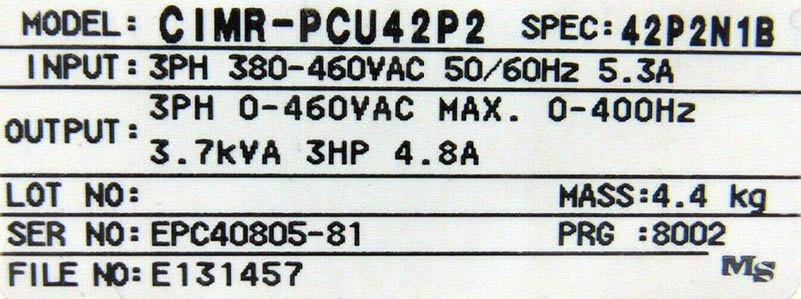 MODEL: CIMR-PCU42P2 SPEC: 42P2N1B
INPUT: 3PH 380-460VAC 50/60Hz 5.3A
OUTPUT: 3PH 0-460VAC MAX. 0-400Hz
3.7kVA 3HP 4.8A
LOT NO: MASS:4.4 kg
SER NO: EPC40805-81 PRG :8002
FILE NO: E131457 MS